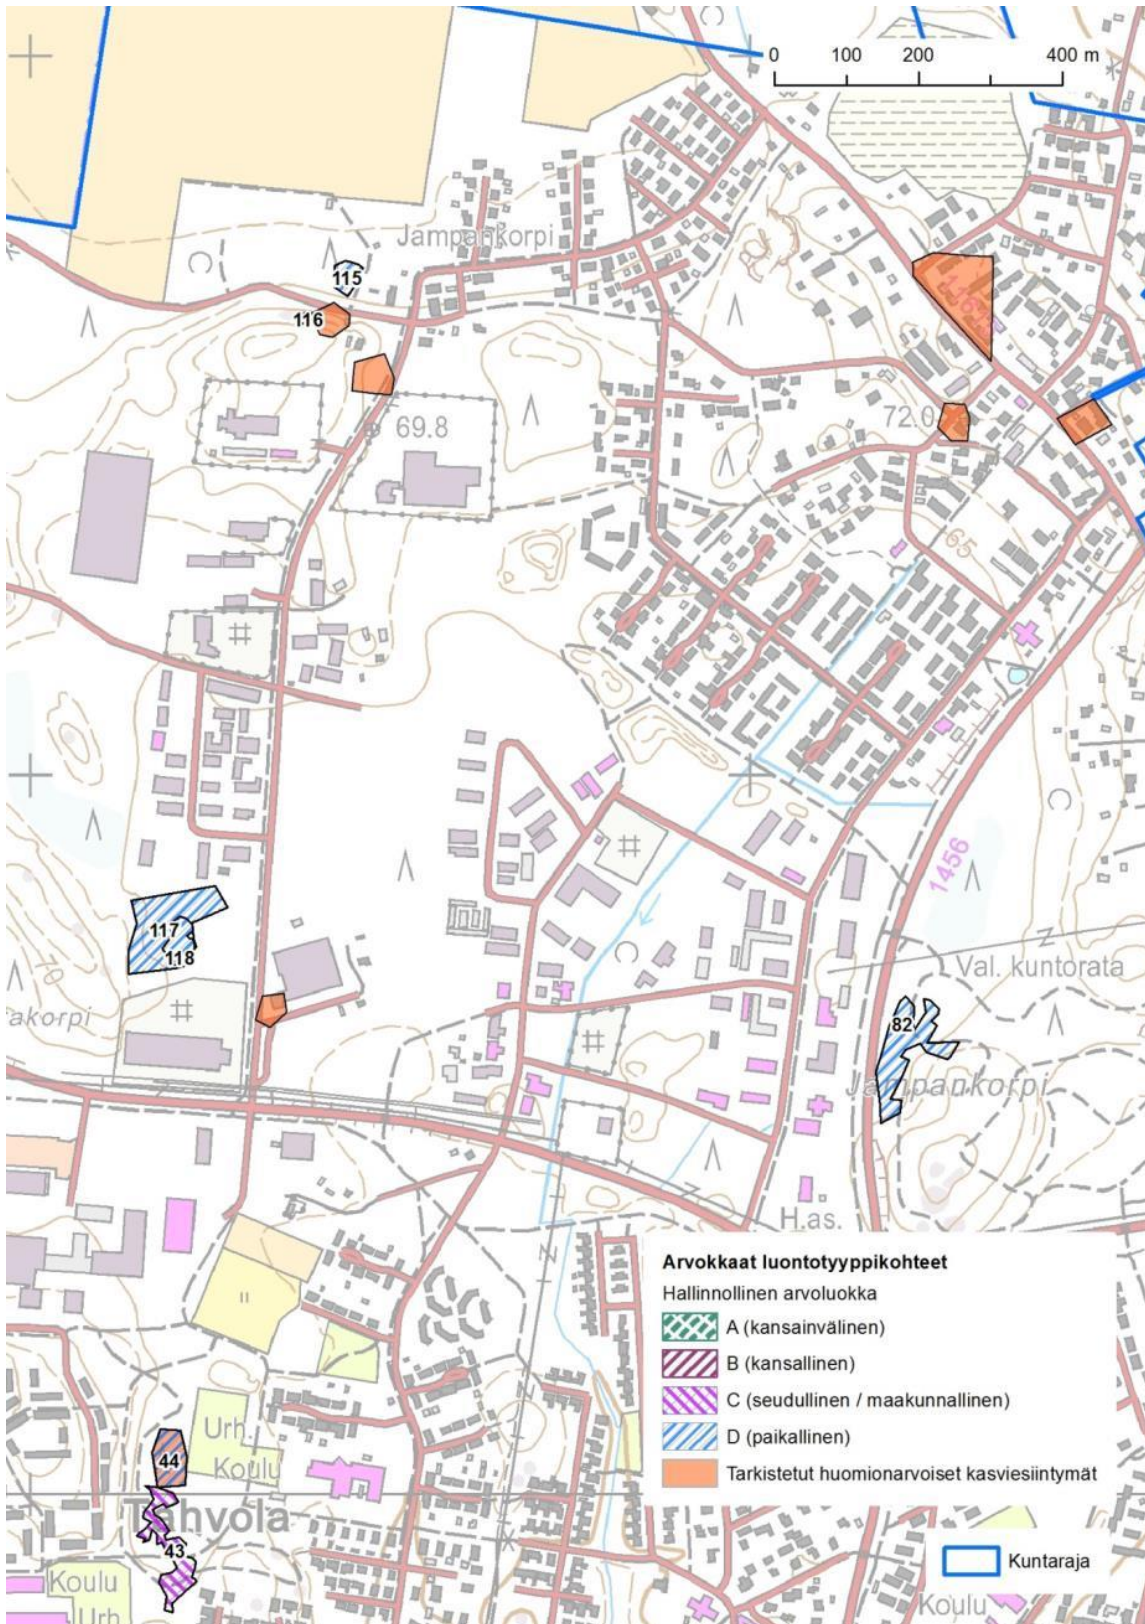 0 100 200 400 m
Jampankorpi
115
116
69.8
72.0
65
1456
117
118
Val. kuntorata
akorpi
82
Jampankorpi
H.as.
Arvokkaat luontotyyppikohteet
Hallinnollinen arvoluokka
A (kansainvälinen)
B (kansallinen)
C (seudullinen / maakunnallinen)
D (paikallinen)
Tarkistetut huomionarvoiset kasviesiintymät
Kuntaraja
Urh.
Koulu
44
Tahvola
43
Koulu
Urh.
Koulu